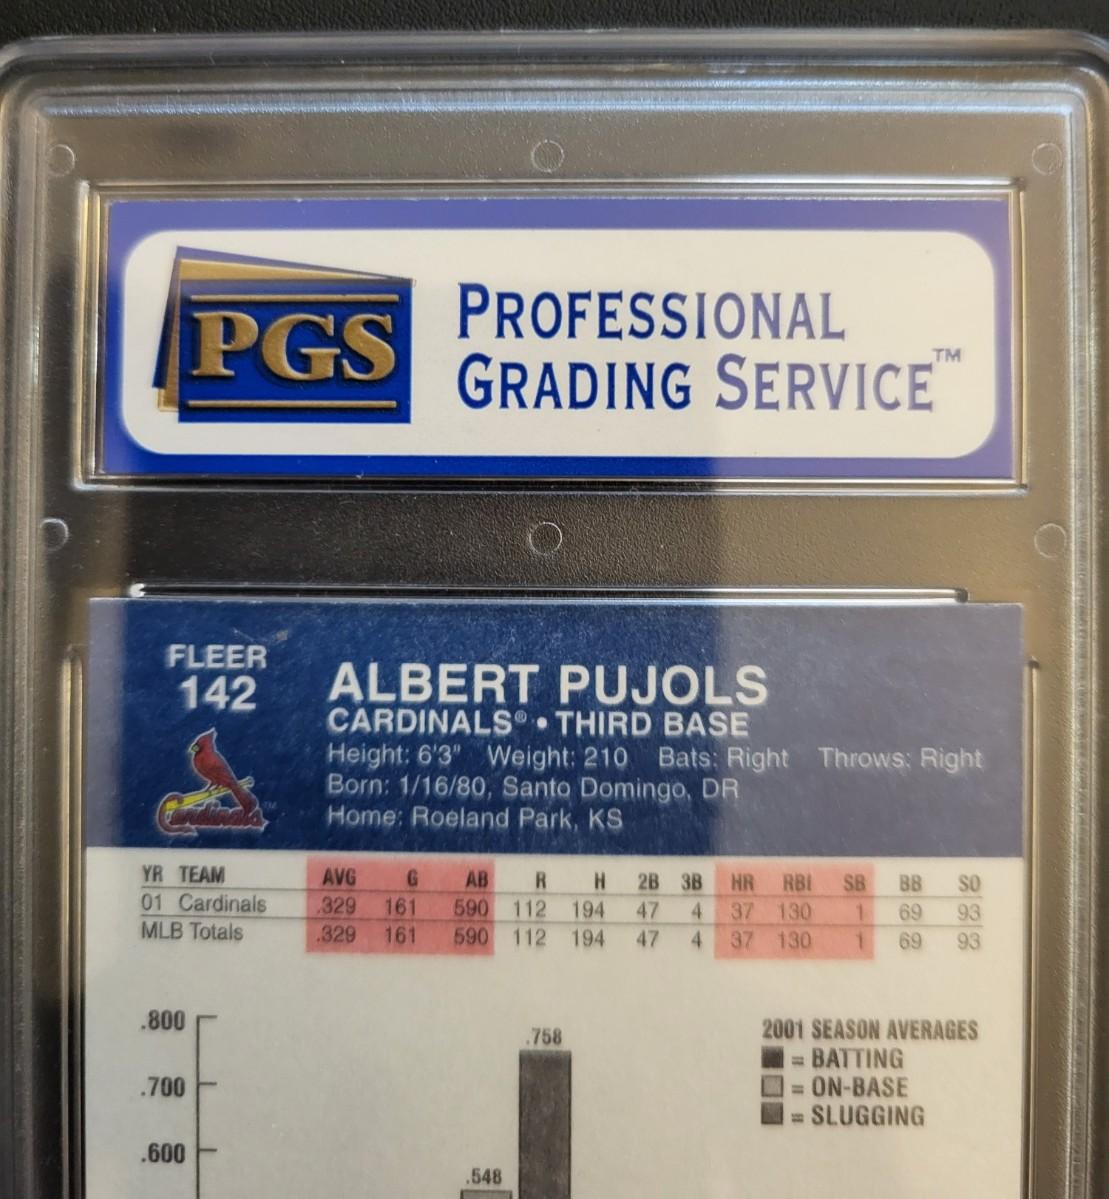 PGS
PROFESSIONAL
GRADING SERVICE™
FLEER
142
ALBERT PUJOLS
CARDINALS® • THIRD BASE
Height: 6'3" Weight: 210 Bats: Right Throws: Right
Born: 1/16/80, Santo Domingo, DR
Home: Roeland Park, KS
Cardinals™
YR TEAM AVG G AB R H 2B 3B HR RBI SB BB SO
01 Cardinals .329 161 590 112 194 47 4 37 130 1 69 93
MLB Totals .329 161 590 112 194 47 4 37 130 1 69 93
.800
.758
2001 SEASON AVERAGES
= BATTING
.700
= ON-BASE
= SLUGGING
.600
.548